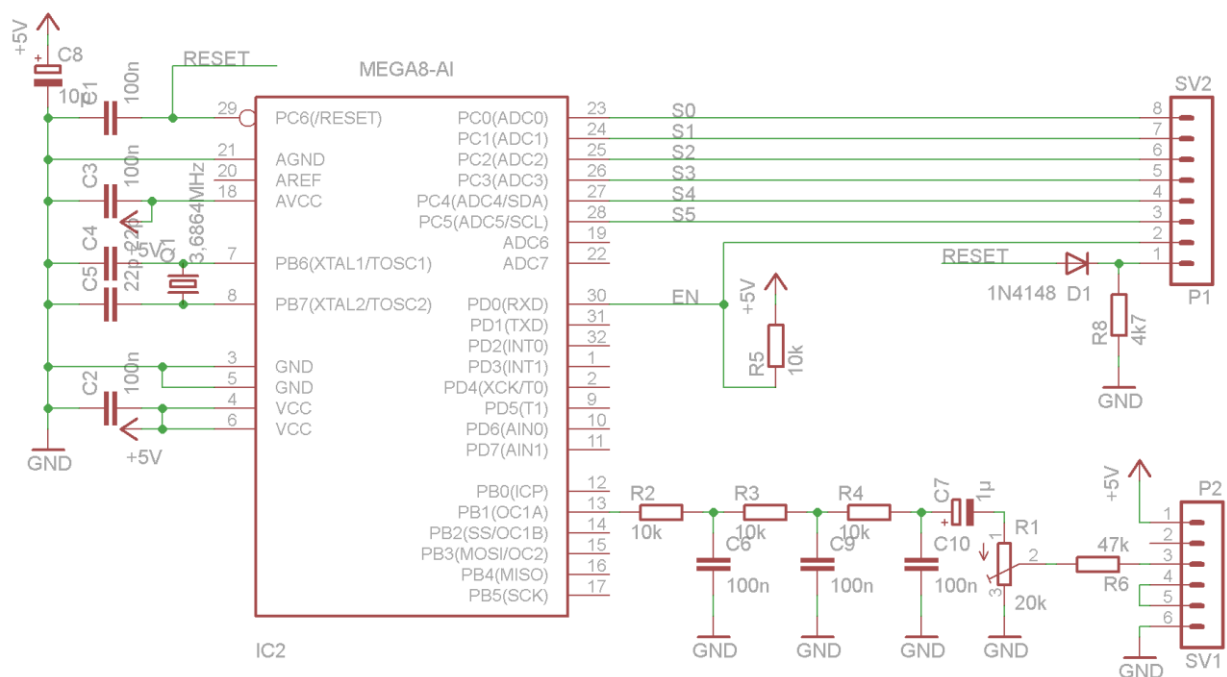 +5V
C8
10µ
RESET
C1
100n
MEGA8-AI
29
PC6(/RESET)
21
AGND
20
AREF
18
AVCC
C3
100n
+5V
C4
22p
7
PB6(XTAL1/TOSC1)
Q1
3,6864MHz
C5
22p
8
PB7(XTAL2/TOSC2)
3
GND
5
GND
4
VCC
6
VCC
C2
100n
+5V
GND
PC0(ADC0)
23
S0
PC1(ADC1)
24
S1
PC2(ADC2)
25
S2
PC3(ADC3)
26
S3
PC4(ADC4/SDA)
27
S4
PC5(ADC5/SCL)
28
S5
ADC6
19
ADC7
22
PD0(RXD)
30
EN
PD1(TXD)
31
PD2(INT0)
32
PD3(INT1)
1
PD4(XCK/T0)
2
PD5(T1)
9
PD6(AIN0)
10
PD7(AIN1)
11
PB0(ICP)
12
PB1(OC1A)
13
PB2(SS/OC1B)
14
PB3(MOSI/OC2)
15
PB4(MISO)
16
PB5(SCK)
17
IC2
SV2
8
7
6
5
4
3
2
1
P1
RESET
1N4148
D1
R8
4k7
GND
+5V
R5
10k
R2
10k
R3
10k
R4
10k
C6
100n
C9
100n
C10
100n
C7
1µ
+
R1
1
2
3
20k
47k
R6
GND
GND
GND
GND
+5V
P2
1
2
3
4
5
6
SV1
GND